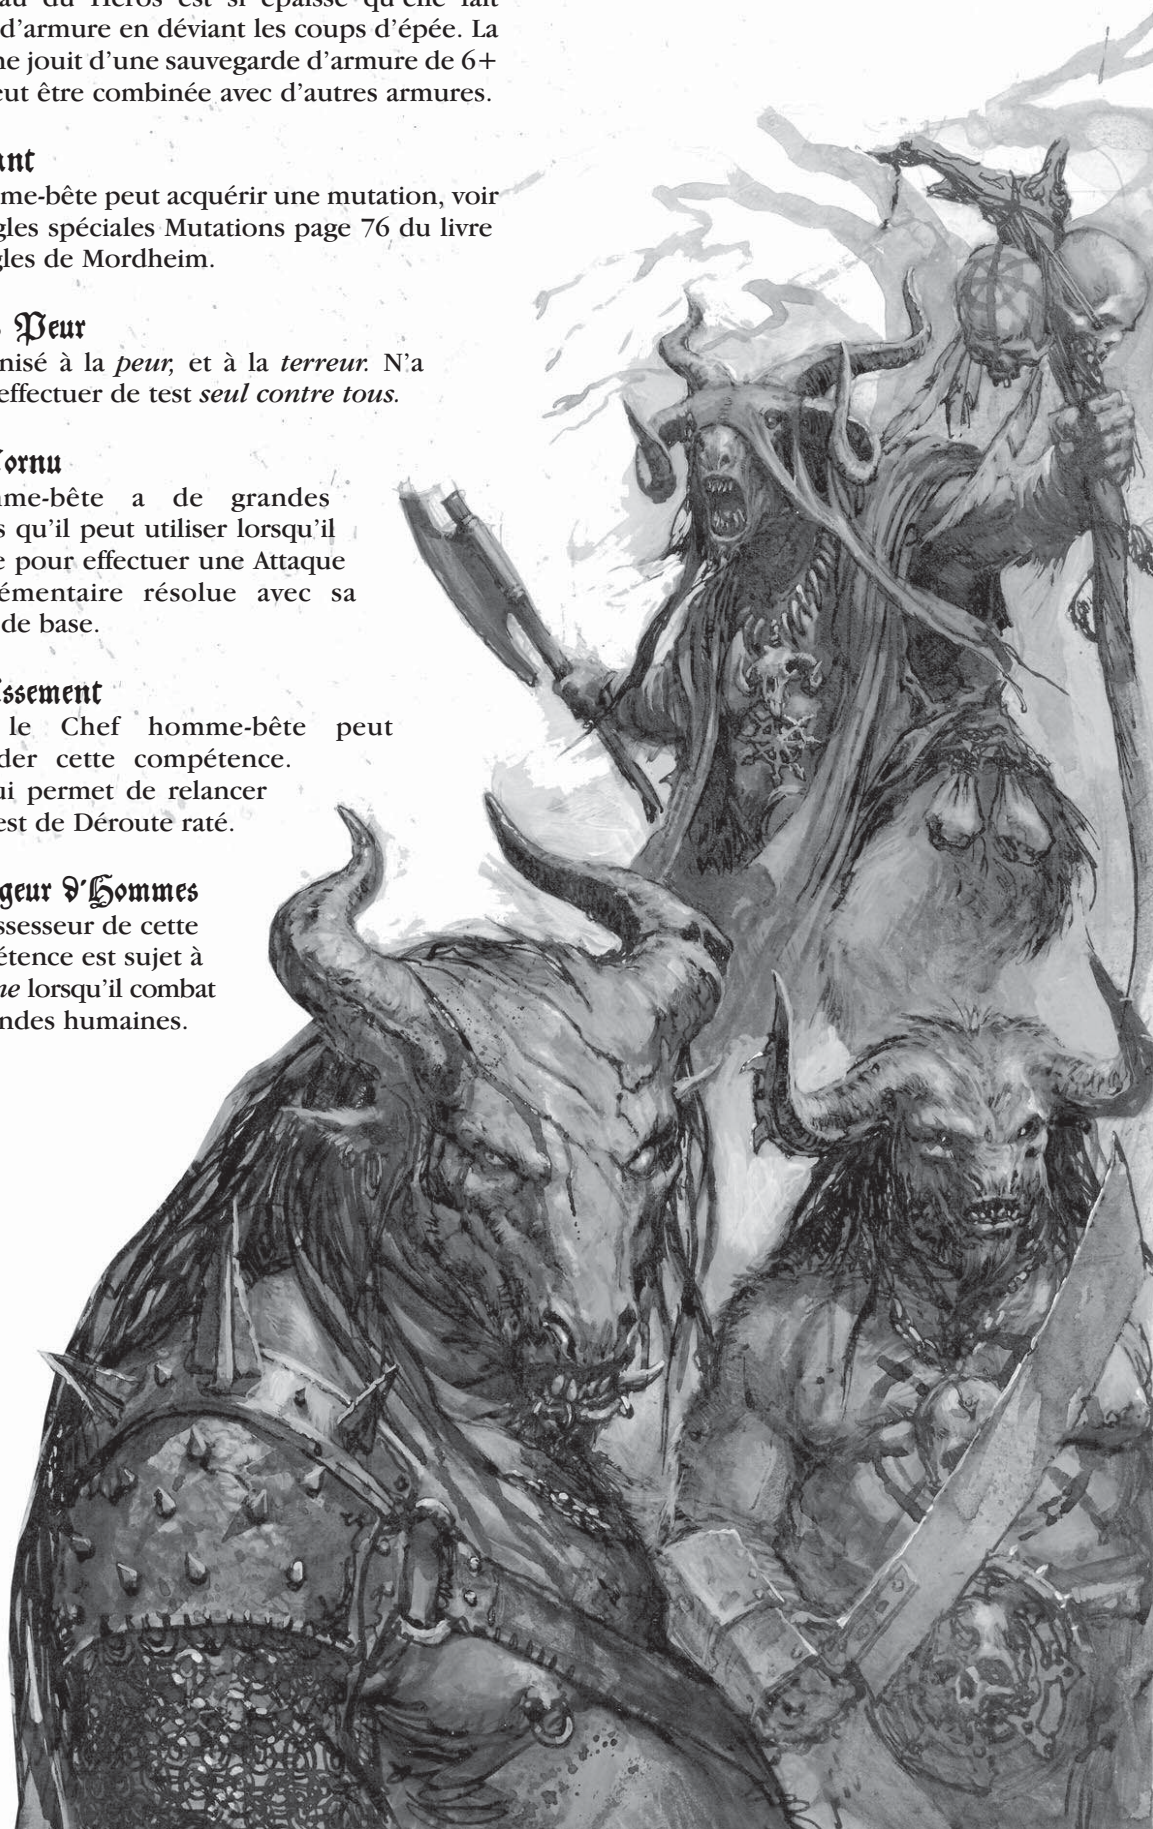 au du Héros est si épaisse qu'elle fait
d'armure en déviant les coups d'épée. La
ne jouit d'une sauvegarde d'armure de 6+
eut être combinée avec d'autres armures.
ant
me-bête peut acquérir une mutation, voir
gles spéciales Mutations page 76 du livre
gles de Mordheim.
Peur
nisé à la peur, et à la terreur. N'a
effectuer de test seul contre tous.
ornu
me-bête a de grandes
s qu'il peut utiliser lorsqu'il
e pour effectuer une Attaque
émentaire résolue avec sa
de base.
ssement
le Chef homme-bête peut
der cette compétence.
ui permet de relancer
est de Déroute raté.
geur d'Hommes
ssesseur de cette
étence est sujet à
ne lorsqu'il combat
ndes humaines.